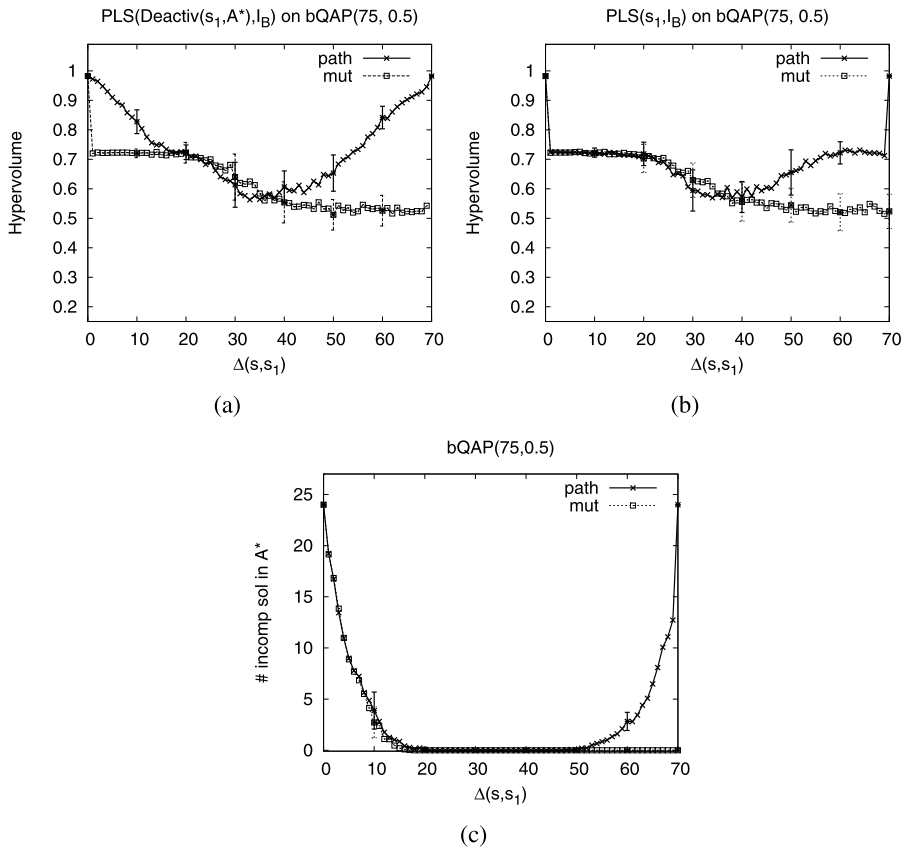 PLS(Deactiv(s1,A*),IB) on bQAP(75, 0.5)
path
mut
Hypervolume
1
0.9
0.8
0.7
0.6
0.5
0.4
0.3
0.2
0 10 20 30 40 50 60 70
Δ(s,s1)
(a)
PLS(s1,IB) on bQAP(75, 0.5)
path
mut
Hypervolume
1
0.9
0.8
0.7
0.6
0.5
0.4
0.3
0.2
0 10 20 30 40 50 60 70
Δ(s,s1)
(b)
bQAP(75,0.5)
path
mut
# incomp sol in A*
25
20
15
10
5
0
0 10 20 30 40 50 60 70
Δ(s,s1)
(c)